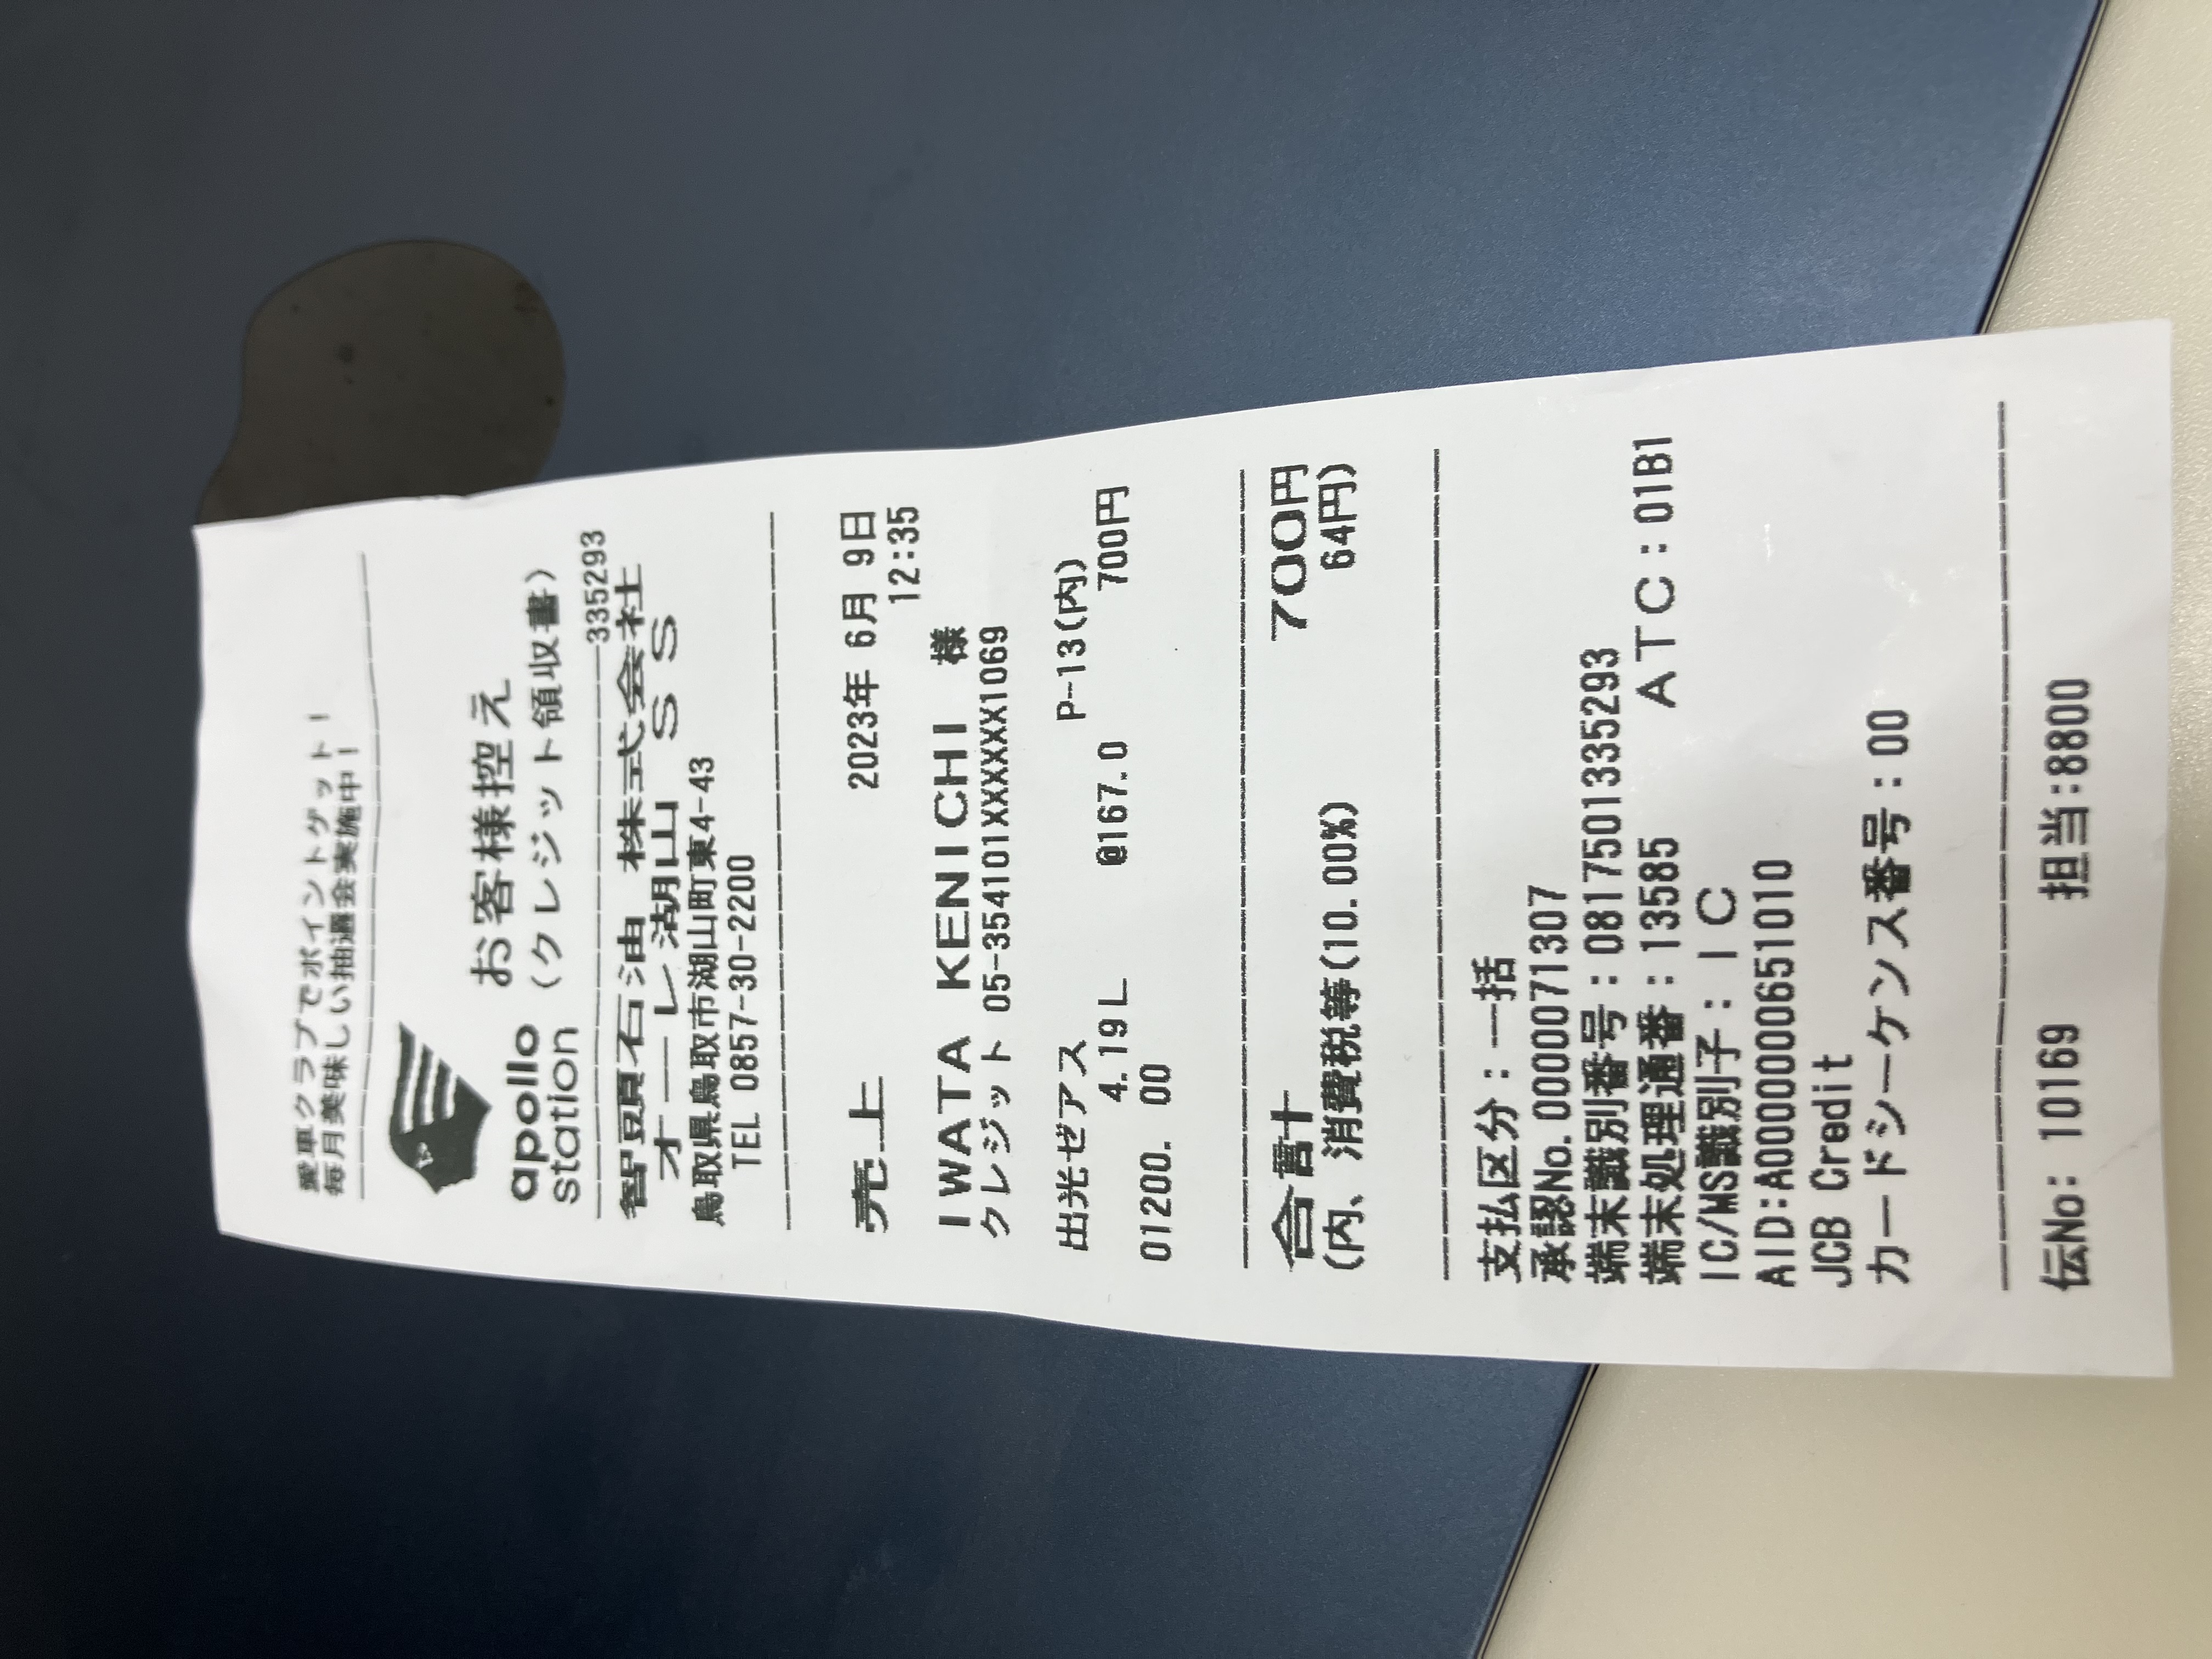 愛車クラブでポイントゲット！
毎月美味しい抽選会実施中！
apollo
station
お客様控え
（クレジット領収書）
335293
智頭石油 株式会社
オーレ湖山 ＳＳ
鳥取県鳥取市湖山町東4-43
TEL 0857-30-2200
売上 2023年 6月 9日
12:35
ＩＷＡＴＡ ＫＥＮＩＣＨＩ 様
クレジット 05-354101XXXXXX1069
出光ゼアス P-13(内)
4.19Ｌ @167.0 700円
01200. 00
合計 700円
(内、消費税等(10.00%) 64円)
支払区分：一括
承認No.0000071307
端末識別番号：0817501335293
端末処理通番：13585 ＡＴＣ：01B1
IC/MS識別子：ＩＣ
AID:A0000000651010
JCB Credit
カードシーケンス番号：00
伝No: 10169 担当:8800